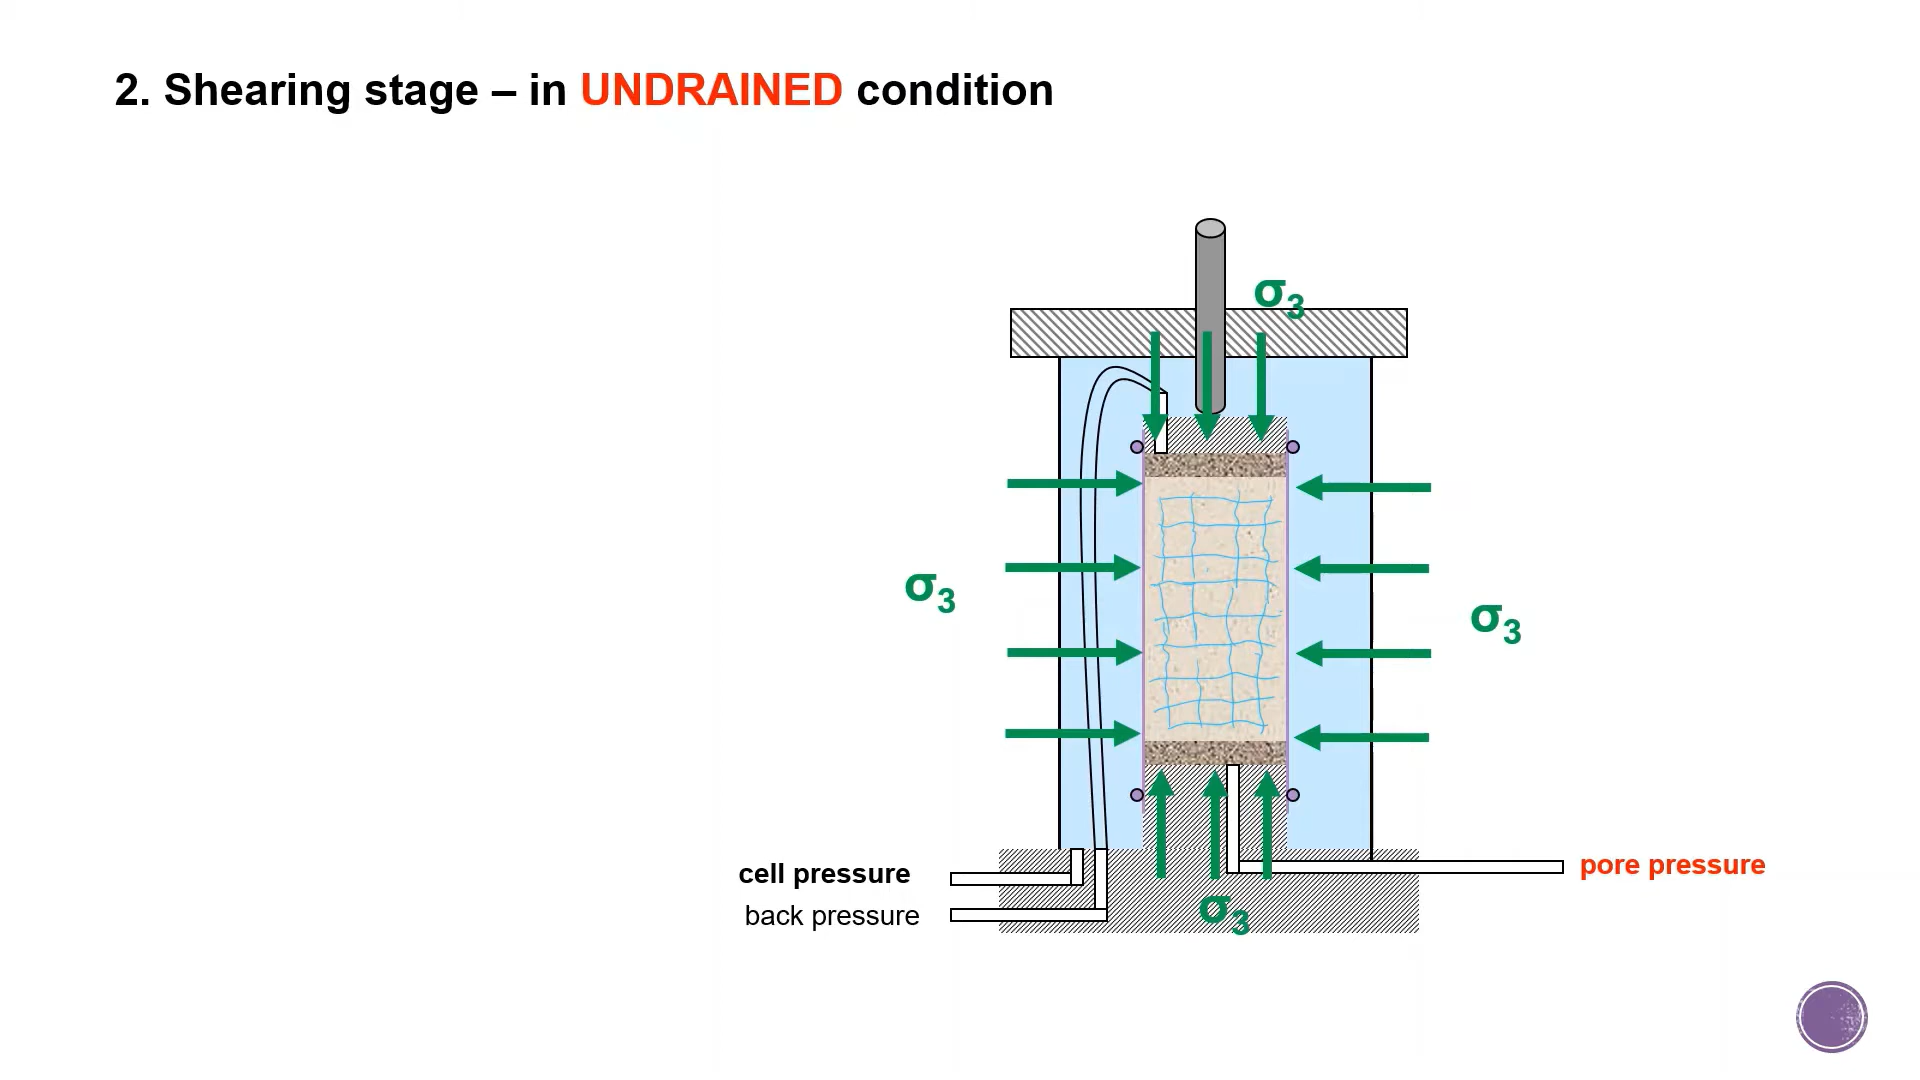 2. Shearing stage – in UNDRAINED condition
σ3
σ3
σ3
cell pressure
pore pressure
back pressure
σ3